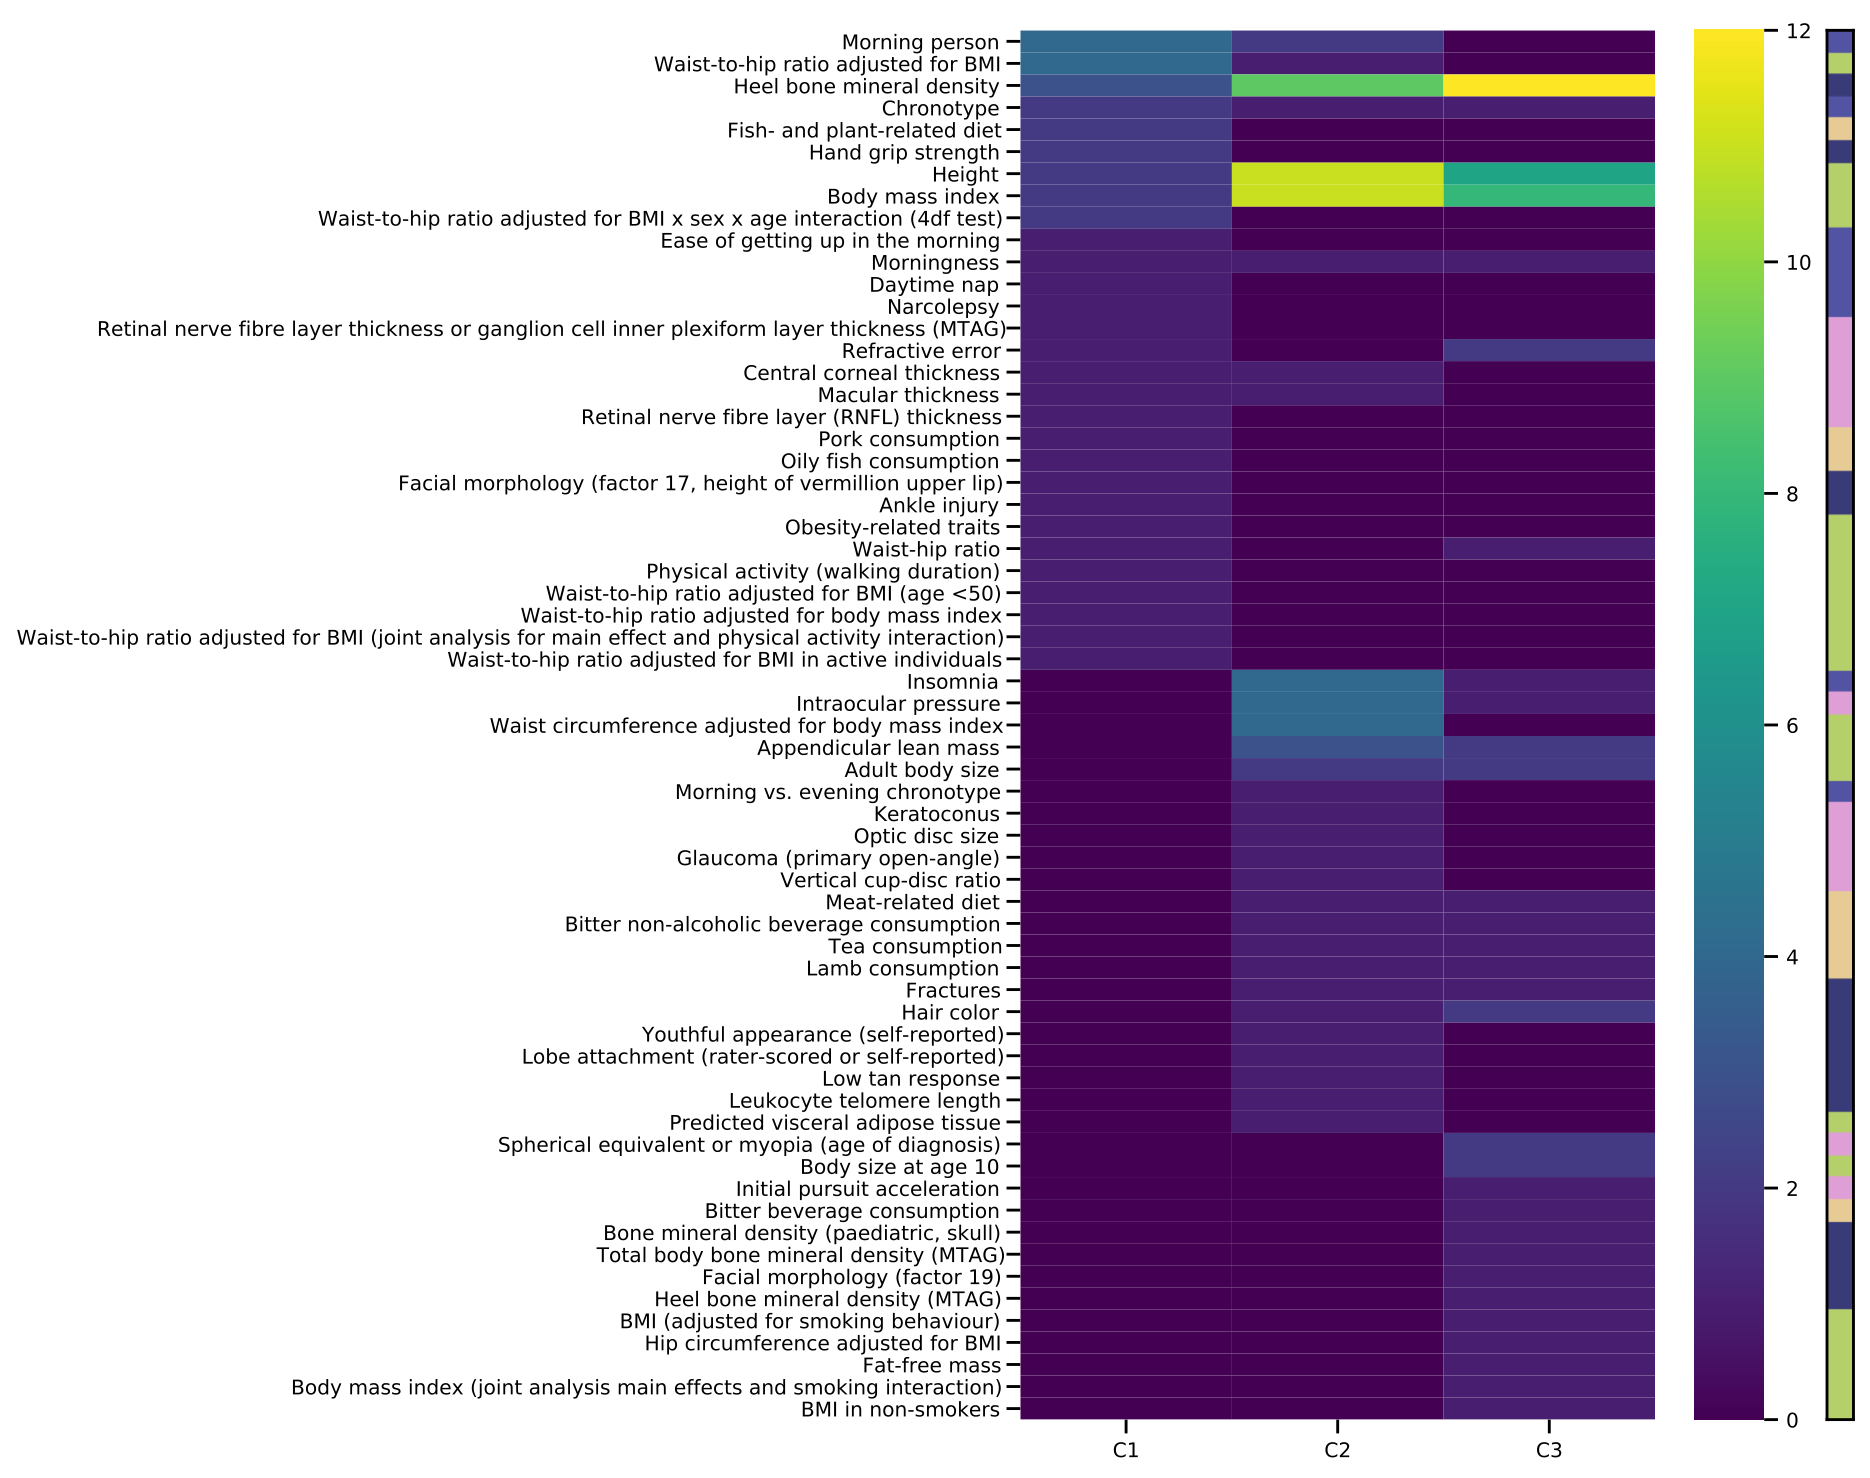 Morning person
Waist-to-hip ratio adjusted for BMI
Heel bone mineral density
Chronotype
Fish- and plant-related diet
Hand grip strength
Height
Body mass index
Waist-to-hip ratio adjusted for BMI x sex x age interaction (4df test)
Ease of getting up in the morning
Morningness
Daytime nap
Narcolepsy
Retinal nerve fibre layer thickness or ganglion cell inner plexiform layer thickness (MTAG)
Refractive error
Central corneal thickness
Macular thickness
Retinal nerve fibre layer (RNFL) thickness
Pork consumption
Oily fish consumption
Facial morphology (factor 17, height of vermillion upper lip)
Ankle injury
Obesity-related traits
Waist-hip ratio
Physical activity (walking duration)
Waist-to-hip ratio adjusted for BMI (age <50)
Waist-to-hip ratio adjusted for body mass index
Waist-to-hip ratio adjusted for BMI (joint analysis for main effect and physical activity interaction)
Waist-to-hip ratio adjusted for BMI in active individuals
Insomnia
Intraocular pressure
Waist circumference adjusted for body mass index
Appendicular lean mass
Adult body size
Morning vs. evening chronotype
Keratoconus
Optic disc size
Glaucoma (primary open-angle)
Vertical cup-disc ratio
Meat-related diet
Bitter non-alcoholic beverage consumption
Tea consumption
Lamb consumption
Fractures
Hair color
Youthful appearance (self-reported)
Lobe attachment (rater-scored or self-reported)
Low tan response
Leukocyte telomere length
Predicted visceral adipose tissue
Spherical equivalent or myopia (age of diagnosis)
Body size at age 10
Initial pursuit acceleration
Bitter beverage consumption
Bone mineral density (paediatric, skull)
Total body bone mineral density (MTAG)
Facial morphology (factor 19)
Heel bone mineral density (MTAG)
BMI (adjusted for smoking behaviour)
Hip circumference adjusted for BMI
Fat-free mass
Body mass index (joint analysis main effects and smoking interaction)
BMI in non-smokers
C1 C2 C3
12
10
8
6
4
2
0